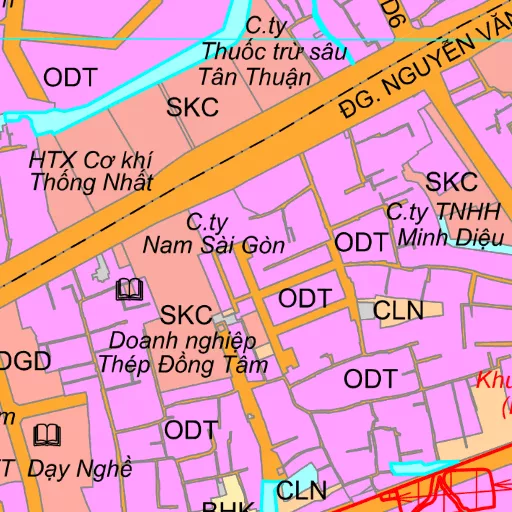 C.ty
Thuốc trừ sâu
Tân Thuận
D6
ODT
SKC
ĐG. NGUYỄN VĂN
HTX Cơ khí
Thống Nhất
SKC
C.ty TNHH
Minh Diệu
C.ty
Nam Sài Gòn
ODT
ODT
CLN
SKC
Doanh nghiệp
Thép Đồng Tâm
DGD
ODT
Khu
ODT
Dạy Nghề
CLN
BHK